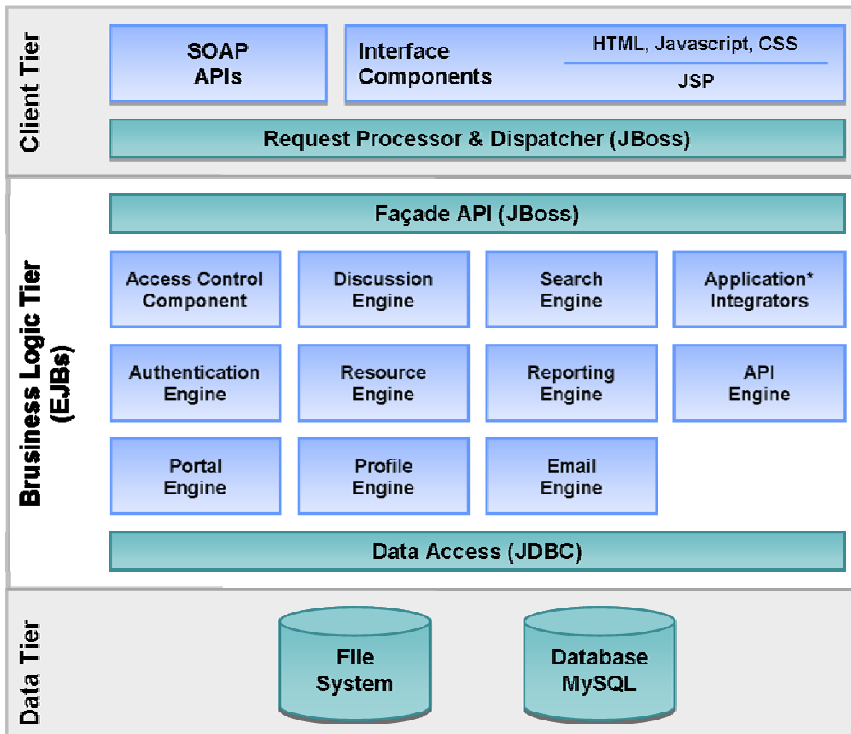 Client Tier
SOAP
APIs
Interface
Components
HTML, Javascript, CSS
JSP
Request Processor & Dispatcher (JBoss)
Brusiness Logic Tier
(EJBs)
Façade API (JBoss)
Access Control
Component
Discussion
Engine
Search
Engine
Application*
Integrators
Authentication
Engine
Resource
Engine
Reporting
Engine
API
Engine
Portal
Engine
Profile
Engine
Email
Engine
Data Access (JDBC)
Data Tier
File
System
Database
MySQL